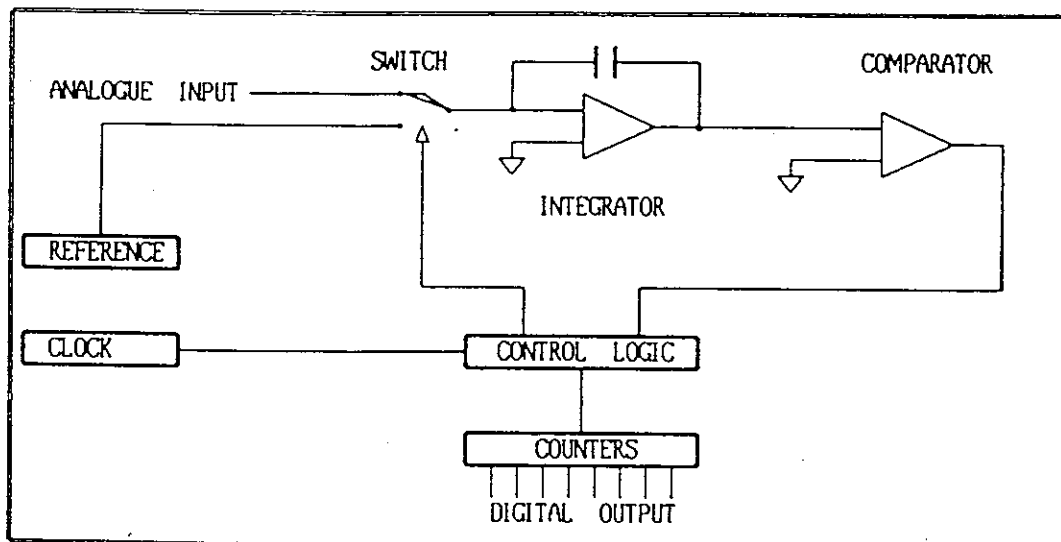 SWITCH
COMPARATOR
ANALOGUE INPUT
INTEGRATOR
REFERENCE
CLOCK
CONTROL LOGIC
COUNTERS
DIGITAL OUTPUT